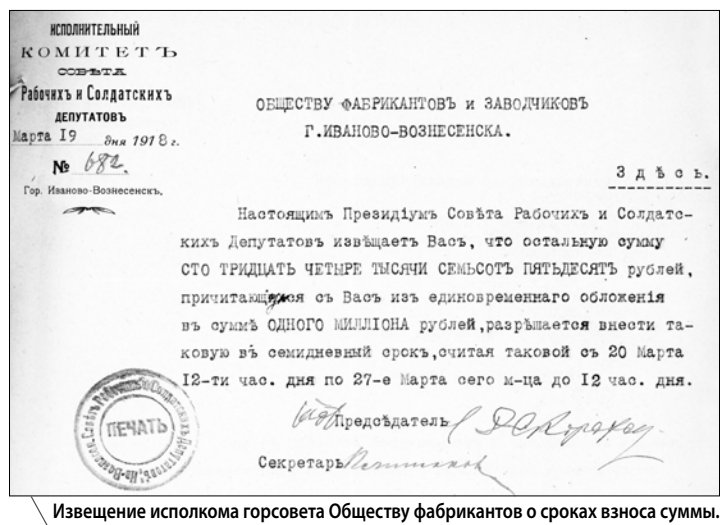 ИСПОЛНИТЕЛЬНЫЙ
КОМИТЕТЪ
СОВѢТА
Рабочихъ и Солдатскихъ
ДЕПУТАТОВЪ
Марта 19 дня 1918 г.
№ 682.
Гор. Иваново-Вознесенскъ.
ОБЩЕСТВУ ФАБРИКАНТОВЪ и ЗАВОДЧИКОВЪ
Г.ИВАНОВО-ВОЗНЕСЕНСКА.
Здѣсь.
Настоящимъ Президіумъ Совѣта Рабочихъ и Солдатс-
кихъ Депутатовъ извѣщаетъ Васъ, что остальную сумму
СТО ТРИДЦАТЬ ЧЕТЫРЕ ТЫСЯЧИ СЕМЬСОТЪ ПЯТЬДЕСЯТЪ рублей,
причитающуюся съ Васъ изъ единовременнаго обложенія
въ суммѣ ОДНОГО МИЛЛІОНА рублей,разрѣшается внести та-
ковую въ семидневный срокъ,считая таковой съ 20 Марта
12-ти час. дня по 27-е Марта сего м-ца до 12 час. дня.
Предсѣдатель
Секретарь
ПЕЧАТЬ
Извещение исполкома горсовета Обществу фабрикантов о сроках взноса суммы.